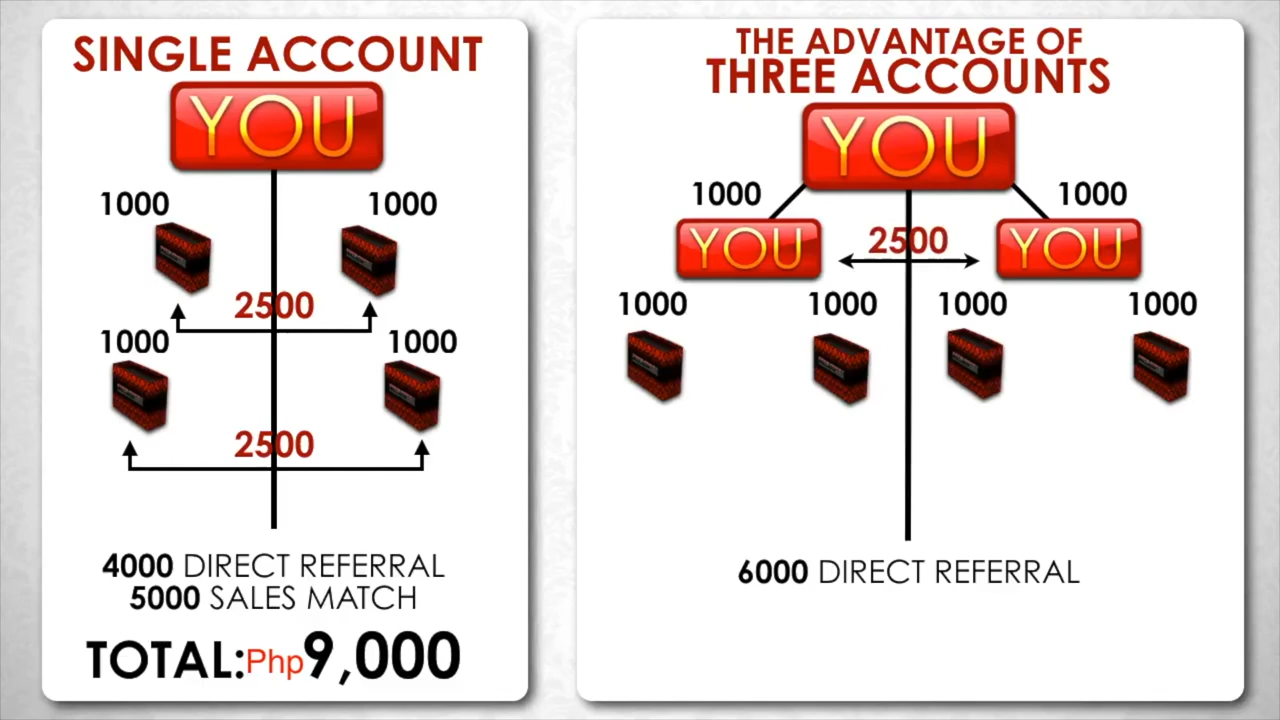 SINGLE ACCOUNT
YOU
1000 1000
2500
1000 1000
2500
4000 DIRECT REFERRAL
5000 SALES MATCH
TOTAL:Php9,000
THE ADVANTAGE OF
THREE ACCOUNTS
YOU
1000 1000
YOU 2500 YOU
1000 1000 1000 1000
6000 DIRECT REFERRAL